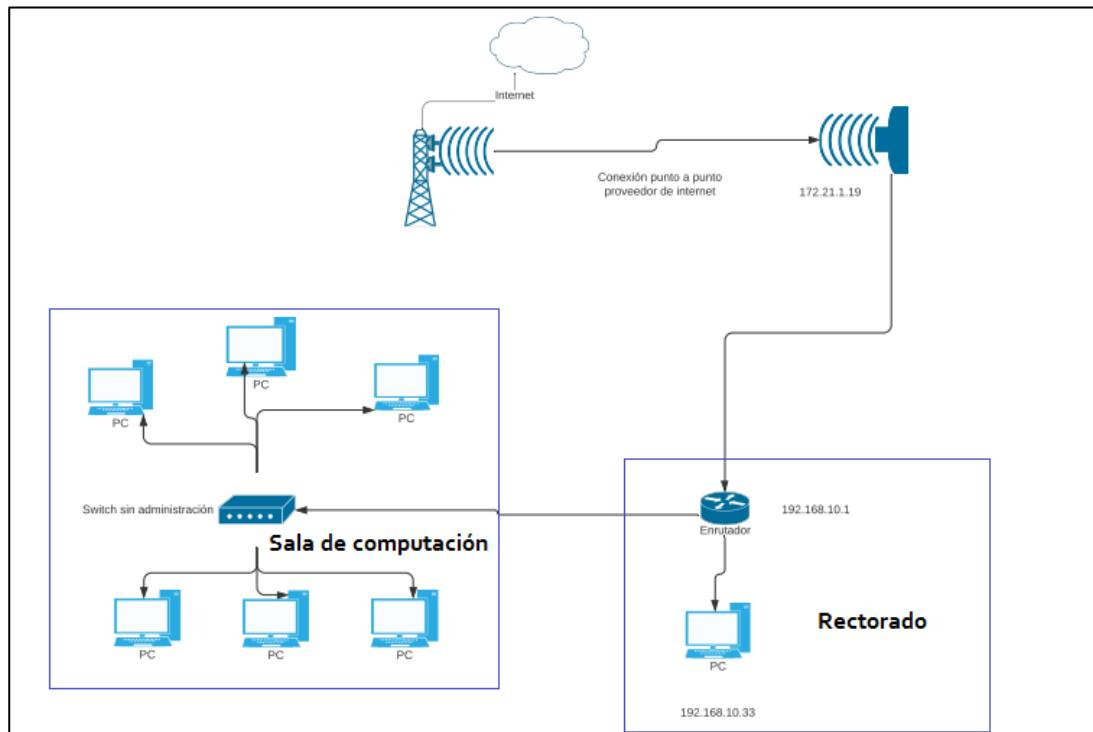 Internet
Conexión punto a punto
proveedor de internet
172.21.1.19
PC
PC
PC
Switch sin administración
Sala de computación
PC
PC
PC
192.168.10.1
Enrutador
Rectorado
PC
192.168.10.33